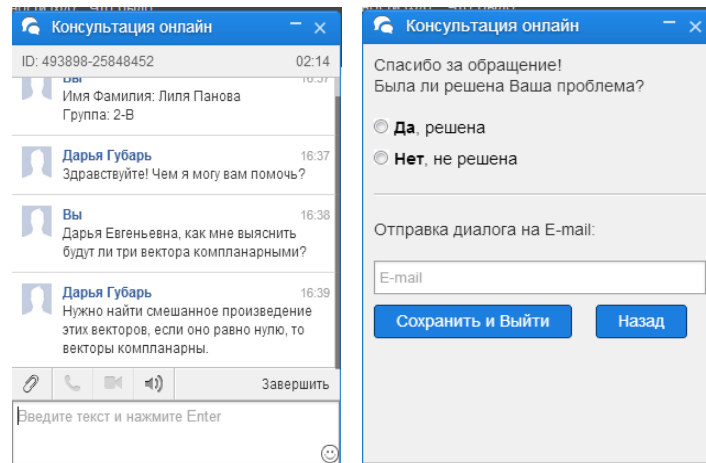 Консультация онлайн
ID: 493898-25848452 02:14
Вы 16:37
Имя Фамилия: Лиля Панова
Группа: 2-В
Дарья Губарь 16:37
Здравствуйте! Чем я могу вам помочь?
Вы 16:38
Дарья Евгеньевна, как мне выяснить
будут ли три вектора компланарными?
Дарья Губарь 16:39
Нужно найти смешанное произведение
этих векторов, если оно равно нулю, то
векторы компланарны.
Завершить
Введите текст и нажмите Enter
Консультация онлайн
Спасибо за обращение!
Была ли решена Ваша проблема?
Да, решена
Нет, не решена
Отправка диалога на E-mail:
E-mail
Сохранить и Выйти Назад